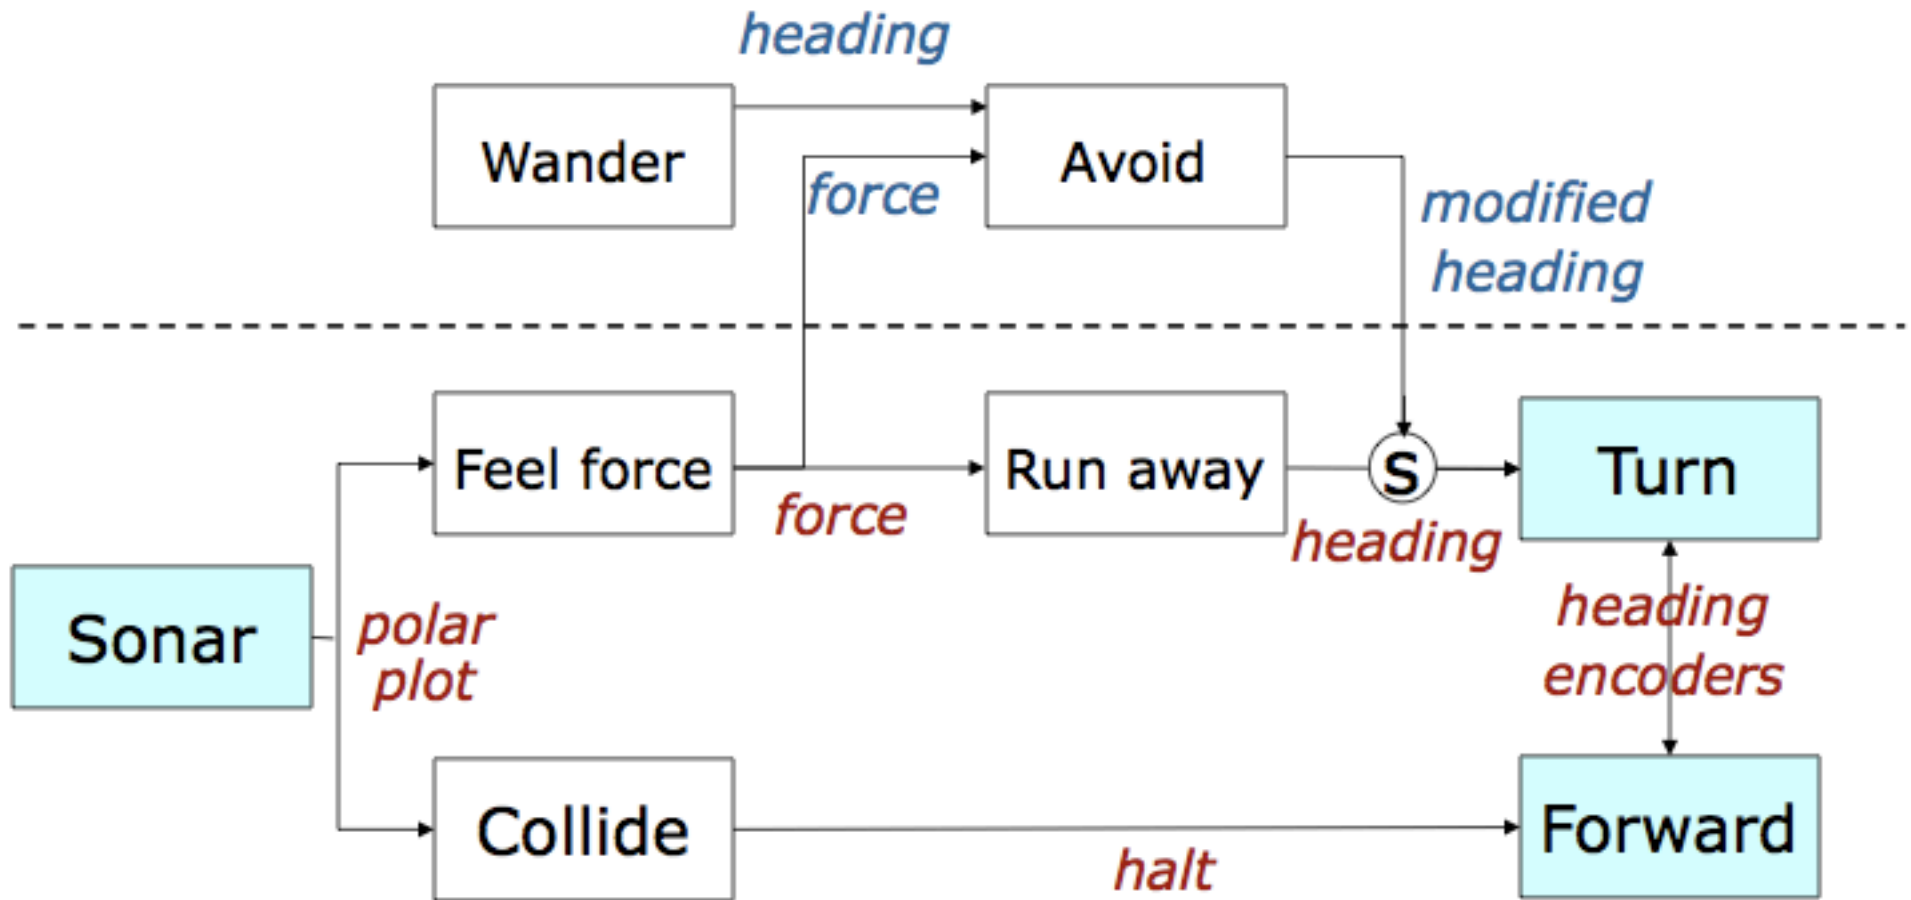 heading
Wander
Avoid
force
modified
heading
Feel force
Run away
S
Turn
force
heading
Sonar
polar
plot
heading
encoders
Collide
Forward
halt